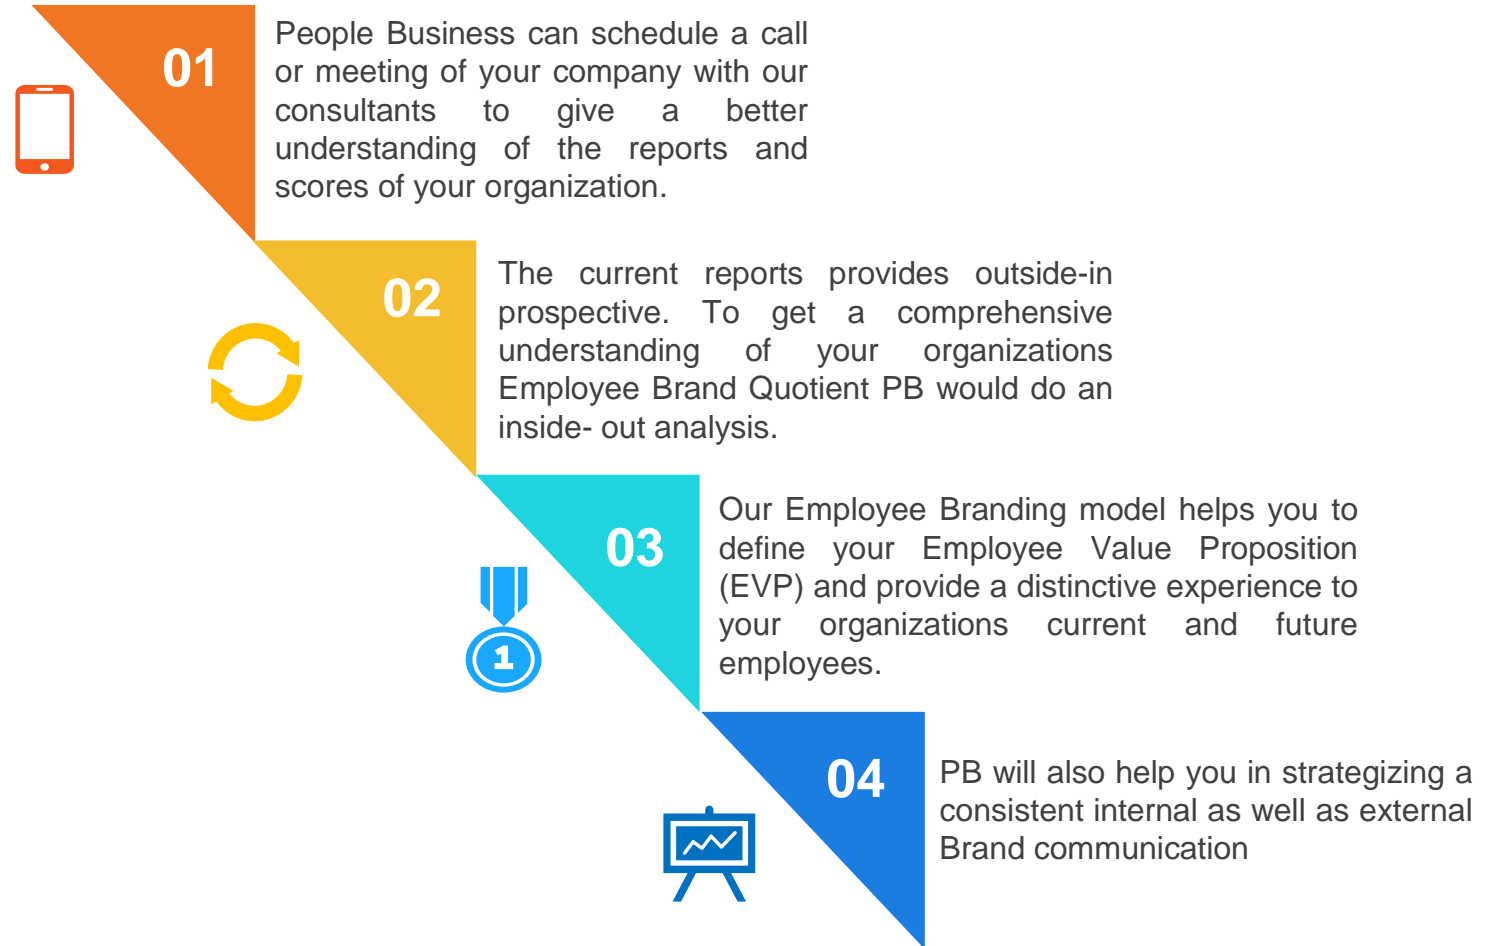 01
People Business can schedule a call
or meeting of your company with our
consultants to give a better
understanding of the reports and
scores of your organization.
02
The current reports provides outside-in
prospective. To get a comprehensive
understanding of your organizations
Employee Brand Quotient PB would do an
inside- out analysis.
03
Our Employee Branding model helps you to
define your Employee Value Proposition
(EVP) and provide a distinctive experience to
your organizations current and future
employees.
1
04
PB will also help you in strategizing a
consistent internal as well as external
Brand communication